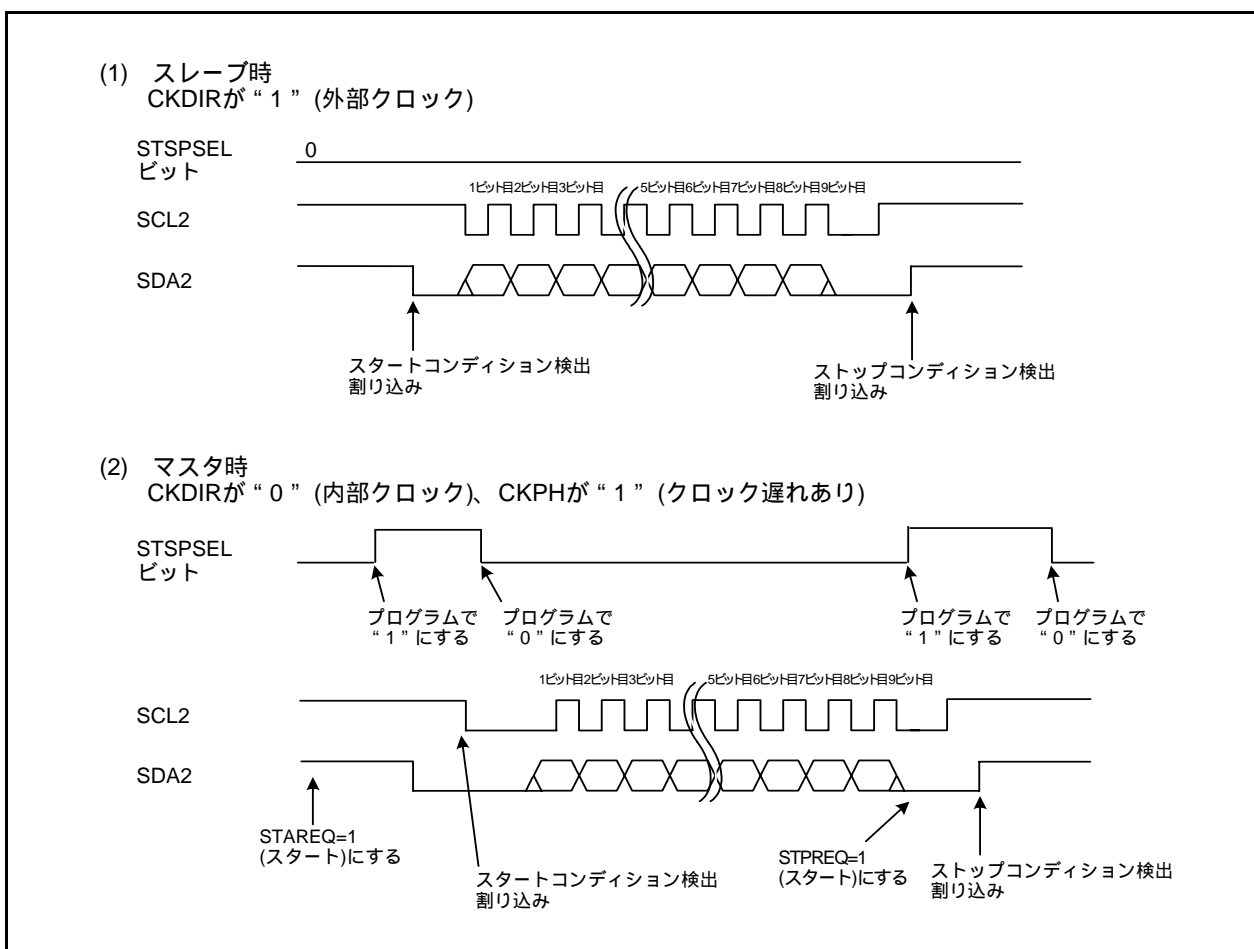 (1) スレーブ時
CKDIRが“1”(外部クロック)
STSPSEL
ビット
0
1ビット目2ビット目3ビット目 5ビット目6ビット目7ビット目8ビット目9ビット目
SCL2
SDA2
スタートコンディション検出
割り込み
ストップコンディション検出
割り込み
(2) マスタ時
CKDIRが“0”(内部クロック)、CKPHが“1”(クロック遅れあり)
STSPSEL
ビット
プログラムで
“1”にする
プログラムで
“0”にする
プログラムで
“1”にする
プログラムで
“0”にする
1ビット目2ビット目3ビット目 5ビット目6ビット目7ビット目8ビット目9ビット目
SCL2
SDA2
STAREQ=1
(スタート)にする
スタートコンディション検出
割り込み
STPREQ=1
(スタート)にする
ストップコンディション検出
割り込み